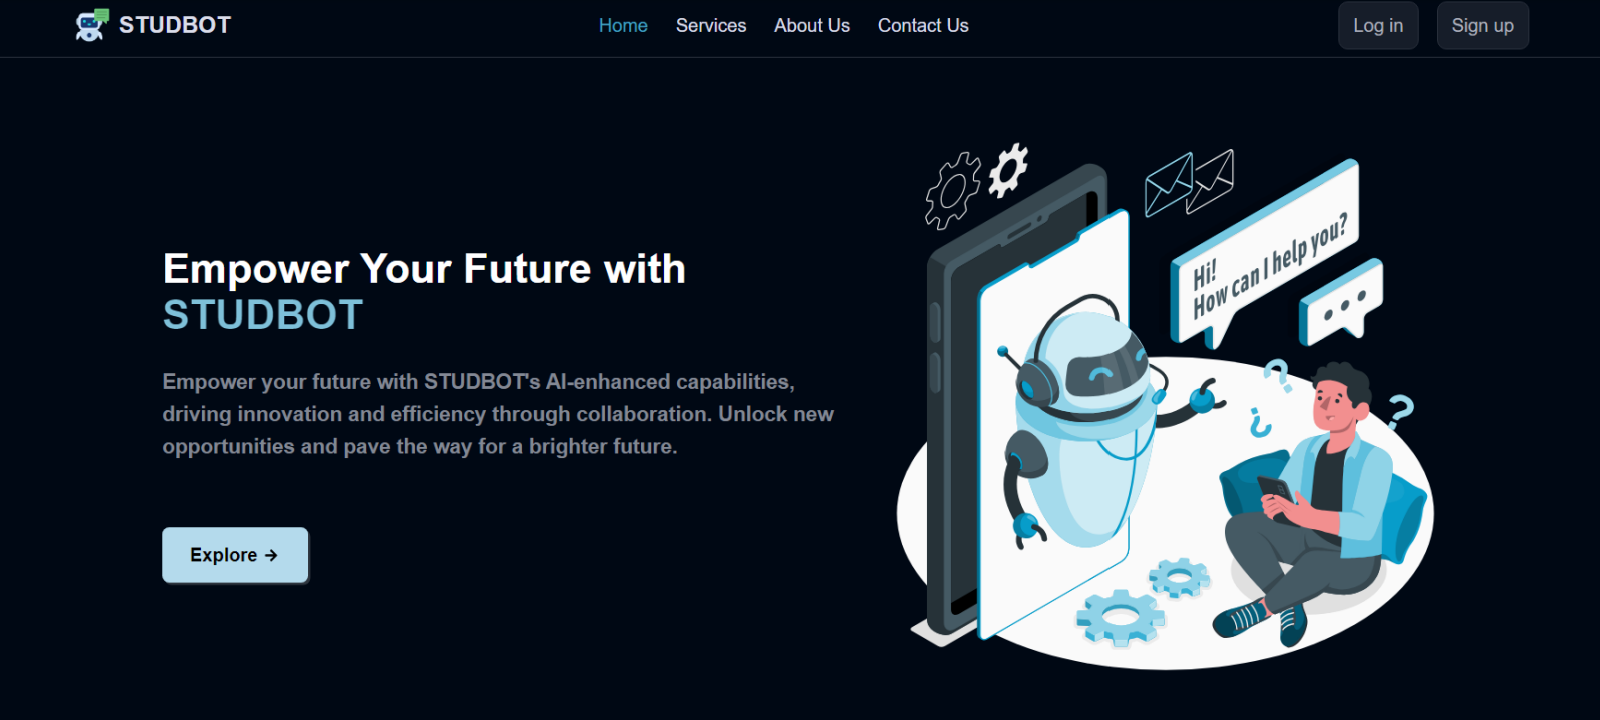 STUDBOT
Home
Services
About Us
Contact Us
Log in
Sign up
Empower Your Future with
STUDBOT
Empower your future with STUDBOT's AI-enhanced capabilities,
driving innovation and efficiency through collaboration. Unlock new
opportunities and pave the way for a brighter future.
Explore →
Hi!
How can I help you?
? ? ? ?